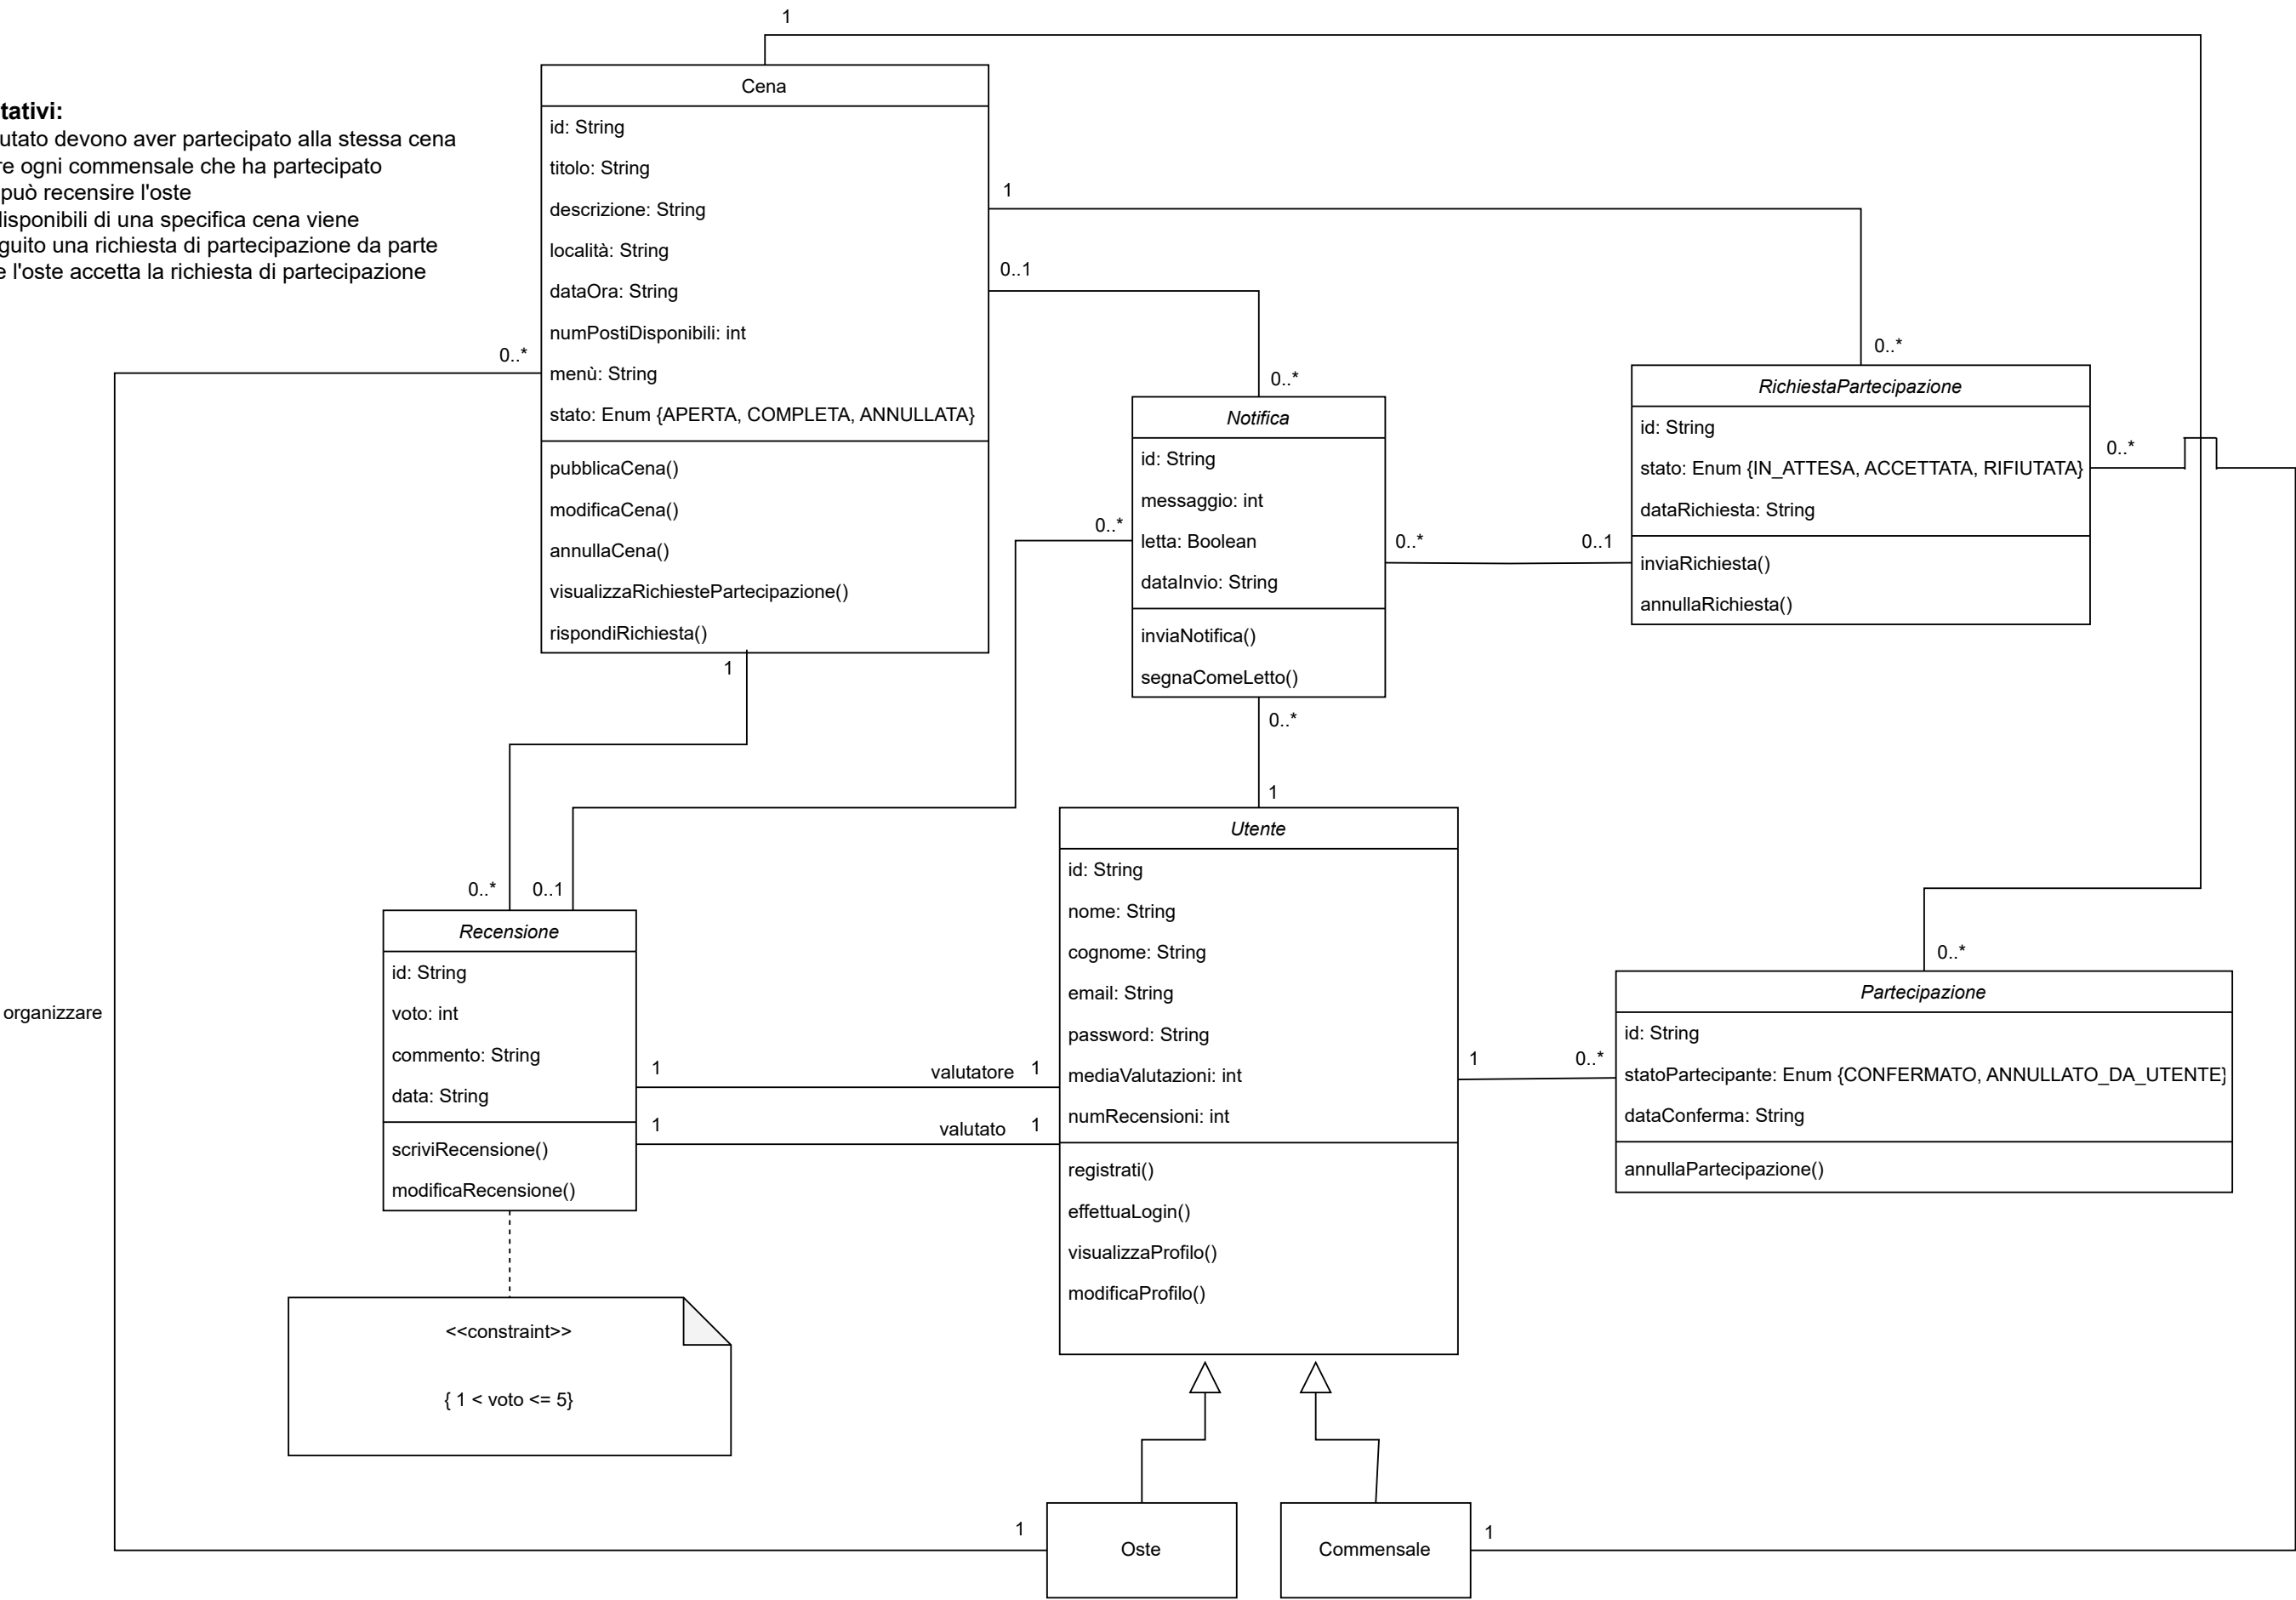 1
Cena
id: String
titolo: String
descrizione: String
località: String
dataOra: String
numPostiDisponibili: int
menù: String
stato: Enum {APERTA, COMPLETA, ANNULLATA}
pubblicaCena()
modificaCena()
annullaCena()
visualizzaRichiestePartecipazione()
rispondiRichiesta()
tativi:
utato devono aver partecipato alla stessa cena
re ogni commensale che ha partecipato
può recensire l'oste
disponibili di una specifica cena viene
guito una richiesta di partecipazione da parte
e l'oste accetta la richiesta di partecipazione
0..*
1
0..1
0..*
0..*
Notifica
id: String
messaggio: int
letta: Boolean
dataInvio: String
inviaNotifica()
segnaComeLetto()
RichiestaPartecipazione
id: String
stato: Enum {IN_ATTESA, ACCETTATA, RIFIUTATA}
dataRichiesta: String
inviaRichiesta()
annullaRichiesta()
0..*
0..*
0..*
0..1
1
0..*
1
0..*
0..1
Recensione
id: String
voto: int
commento: String
data: String
scriviRecensione()
modificaRecensione()
organizzare
Utente
id: String
nome: String
cognome: String
email: String
password: String
mediaValutazioni: int
numRecensioni: int
registrati()
effettuaLogin()
visualizzaProfilo()
modificaProfilo()
0..*
Partecipazione
id: String
statoPartecipante: Enum {CONFERMATO, ANNULLATO_DA_UTENTE}
dataConferma: String
annullaPartecipazione()
1 valutatore 1
1 valutato 1
1 0..*
<<constraint>>
{ 1 < voto <= 5}
1
Oste
Commensale
1